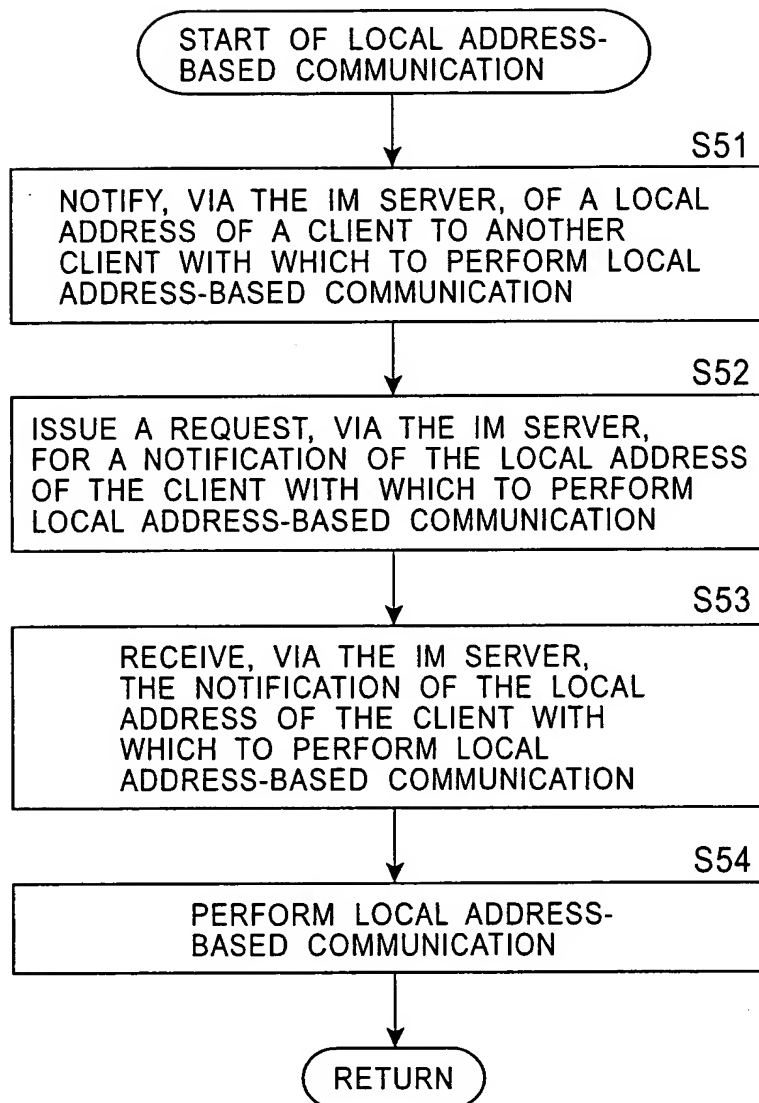 START OF LOCAL ADDRESS-
BASED COMMUNICATION
S51
NOTIFY, VIA THE IM SERVER, OF A LOCAL
ADDRESS OF A CLIENT TO ANOTHER
CLIENT WITH WHICH TO PERFORM LOCAL
ADDRESS-BASED COMMUNICATION
S52
ISSUE A REQUEST, VIA THE IM SERVER,
FOR A NOTIFICATION OF THE LOCAL ADDRESS
OF THE CLIENT WITH WHICH TO PERFORM
LOCAL ADDRESS-BASED COMMUNICATION
S53
RECEIVE, VIA THE IM SERVER,
THE NOTIFICATION OF THE LOCAL
ADDRESS OF THE CLIENT WITH
WHICH TO PERFORM LOCAL
ADDRESS-BASED COMMUNICATION
S54
PERFORM LOCAL ADDRESS-
BASED COMMUNICATION
RETURN